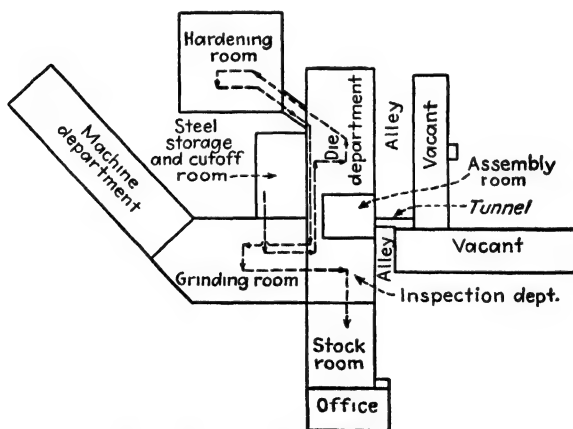 Hardening
room
Machine
department
Steel
storage
and cutoff
room
Die
department
Alley
Vacant
Assembly
room
Tunnel
Vacant
Alley
Grinding room
Inspection dept.
Stock
room
Office